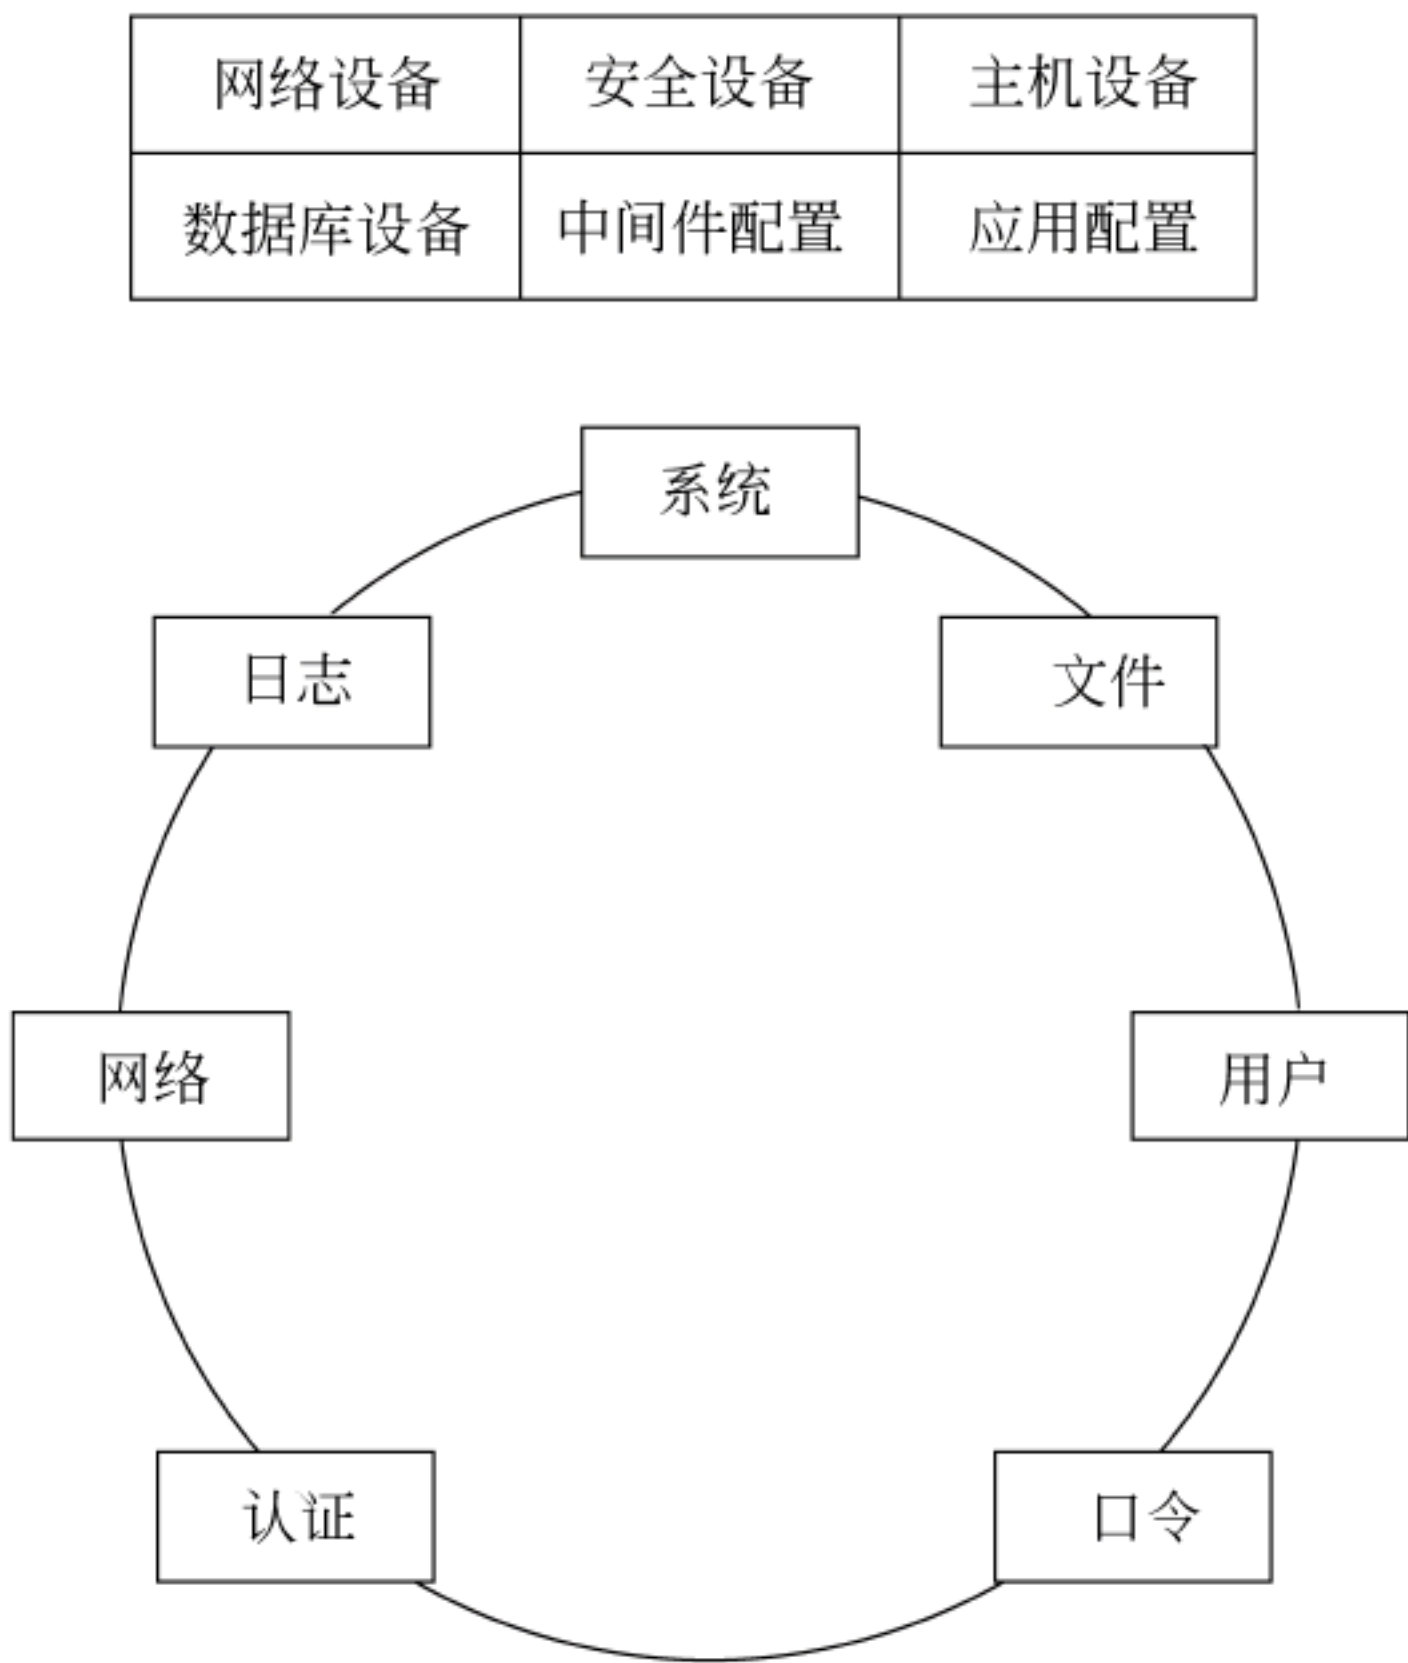 网络设备 安全设备 主机设备
数据库设备 中间件配置 应用配置
系统
日志 文件
网络 用户
认证 口令